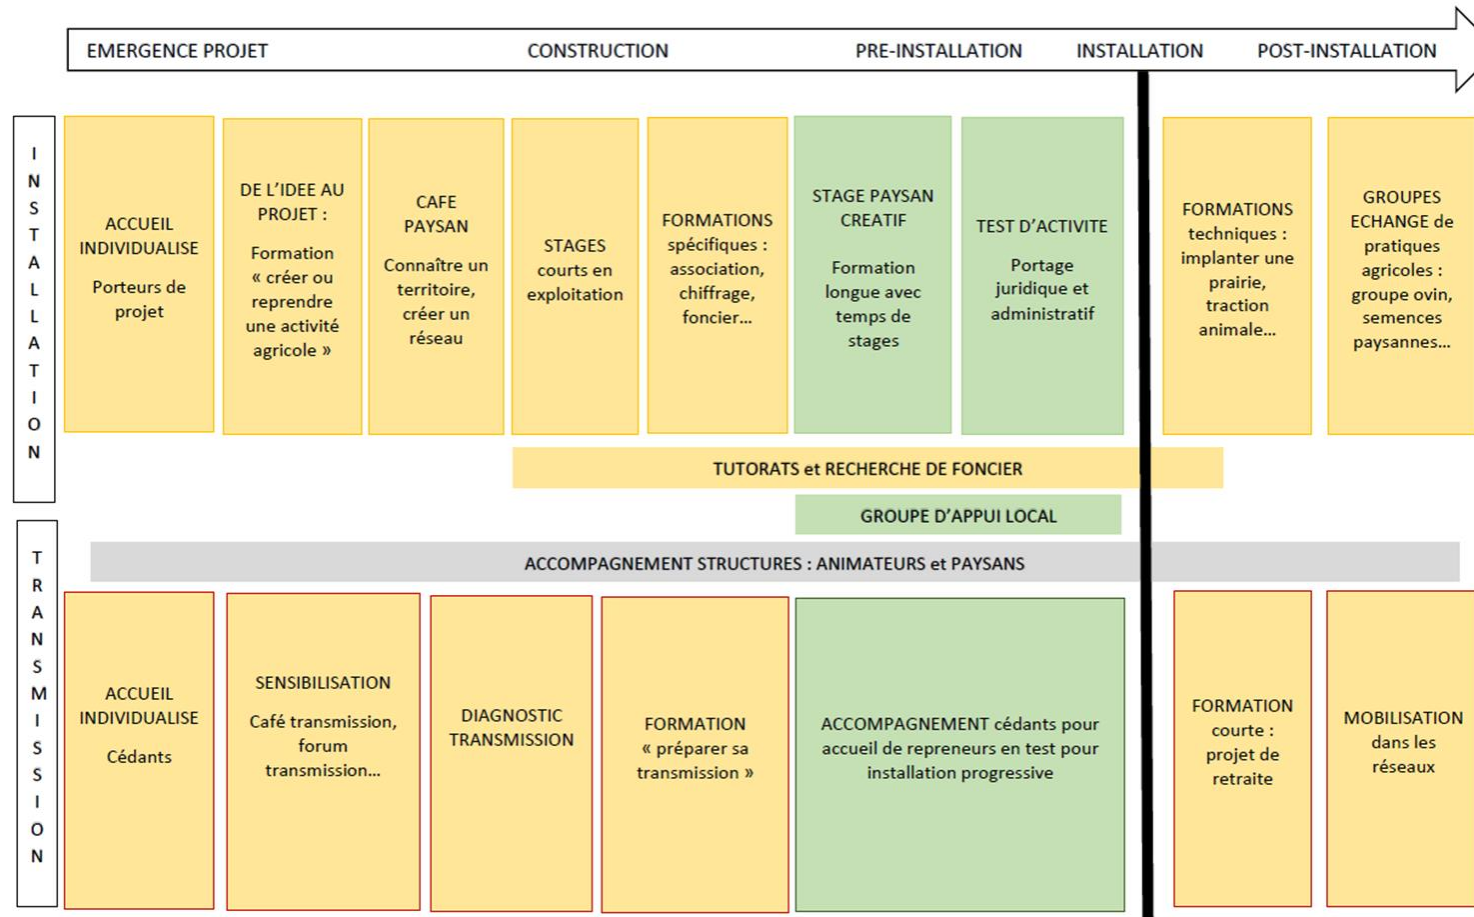 EMERGENCE PROJET CONSTRUCTION PRE-INSTALLATION INSTALLATION POST-INSTALLATION
INSTALLATION
ACCUEIL
INDIVIDUALISE
Porteurs de
projet
DE L'IDEE AU
PROJET :
Formation
« créer ou
reprendre
une activité
agricole »
CAFE
PAYSAN
Connaître un
territoire,
créer un
réseau
STAGES
courts en
exploitation
FORMATIONS
spécifiques :
association,
chiffrage,
foncier…
STAGE PAYSAN
CREATIF
Formation
longue avec
temps de
stages
TEST D'ACTIVITE
Portage
juridique et
administratif
FORMATIONS
techniques :
implanter une
prairie,
traction
animale…
GROUPES
ECHANGE de
pratiques
agricoles :
groupe ovin,
semences
paysannes…
TUTORATS et RECHERCHE DE FONCIER
GROUPE D'APPUI LOCAL
ACCOMPAGNEMENT STRUCTURES : ANIMATEURS et PAYSANS
TRANSMISSION
ACCUEIL
INDIVIDUALISE
Cédants
SENSIBILISATION
Café transmission,
forum
transmission…
DIAGNOSTIC
TRANSMISSION
FORMATION
« préparer sa
transmission »
ACCOMPAGNEMENT cédants pour
accueil de repreneurs en test pour
installation progressive
FORMATION
courte :
projet de
retraite
MOBILISATION
dans les
réseaux